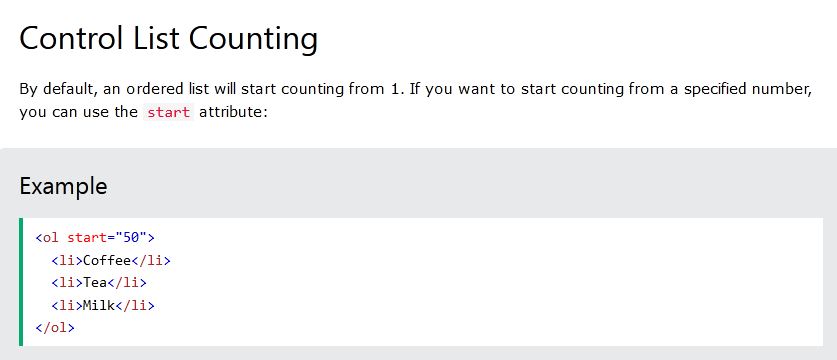 Control List Counting
By default, an ordered list will start counting from 1. If you want to start counting from a specified number,
you can use the start attribute:
Example
<ol start="50">
  <li>Coffee</li>
  <li>Tea</li>
  <li>Milk</li>
</ol>